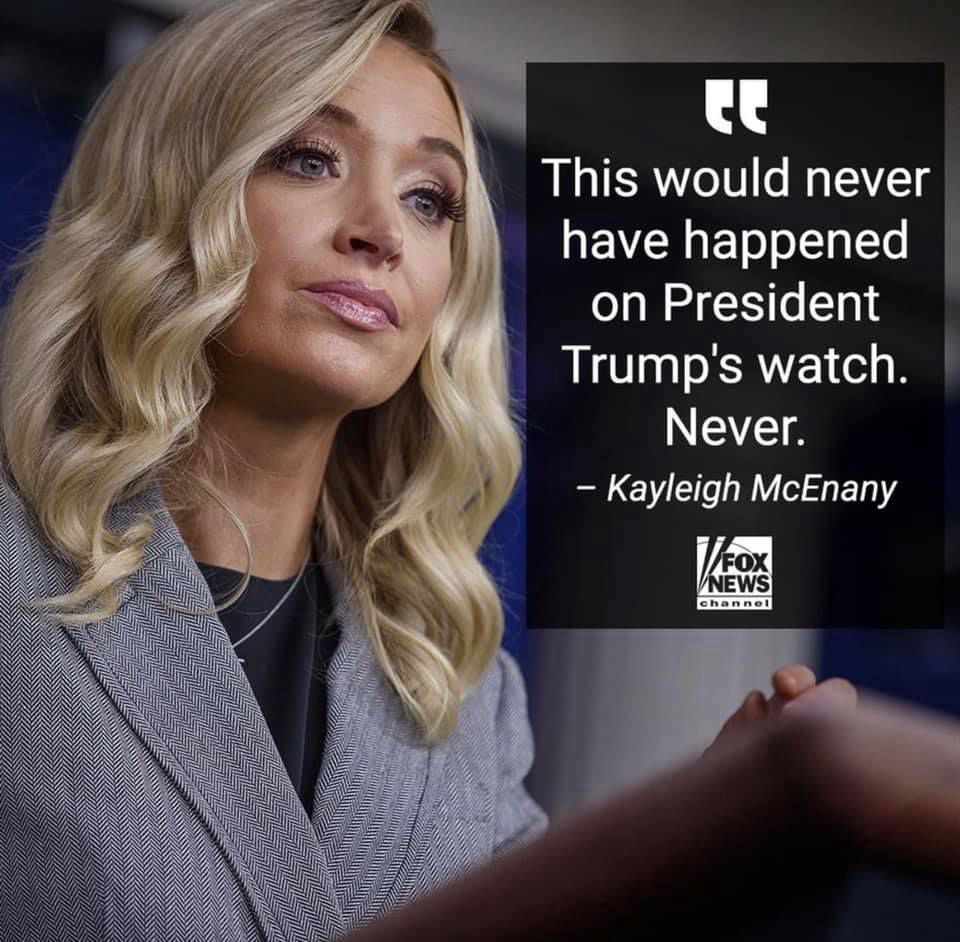 "
This would never
have happened
on President
Trump's watch.
Never.
– Kayleigh McEnany
FOX
NEWS
channel